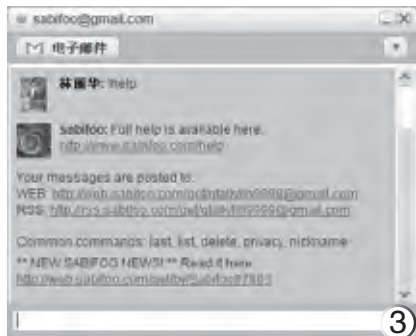 sabifoo@gmail.com
电子邮件
林丽华: !help
sabifoo: Full help is available here.
http://www.sabifoo.com/help
Your messages are posted to:
WEB:
RSS:
Common commands: last, list, delete, privacy, nickname
** NEW SABIFOO NEWS! ** Read it here
③